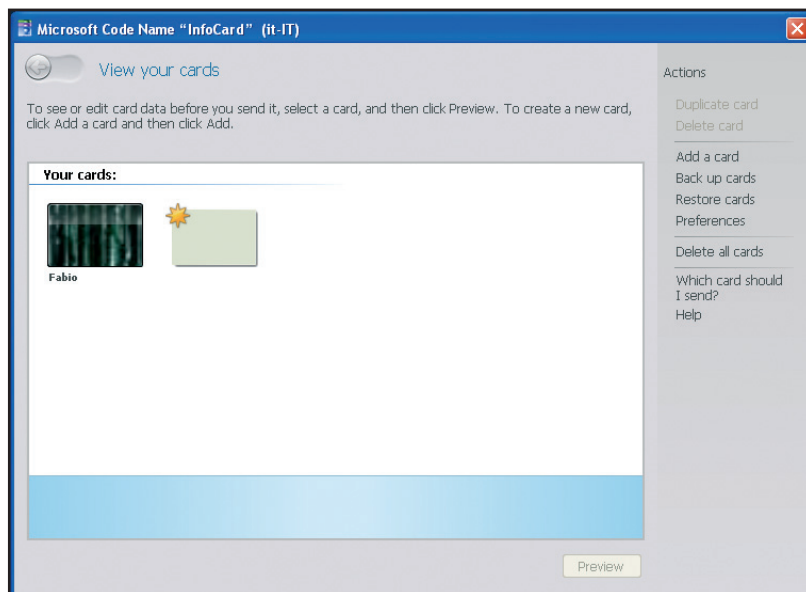 Microsoft Code Name “InfoCard” (it-IT)
View your cards
To see or edit card data before you send it, select a card, and then click Preview. To create a new card,
click Add a card and then click Add.
Your cards:
Fabio
Preview
Actions
Duplicate card
Delete card
Add a card
Back up cards
Restore cards
Preferences
Delete all cards
Which card should
I send?
Help